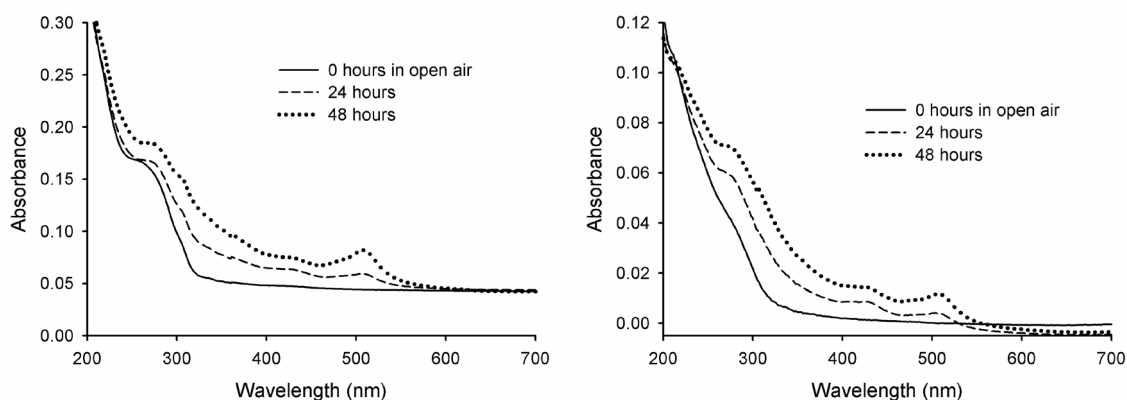 0.30
0.25
0.20
0.15
0.10
0.05
0.00
Absorbance
0 hours in open air
24 hours
48 hours
200 300 400 500 600 700
Wavelength (nm)
0.12
0.10
0.08
0.06
0.04
0.02
0.00
Absorbance
0 hours in open air
24 hours
48 hours
200 300 400 500 600 700
Wavelength (nm)